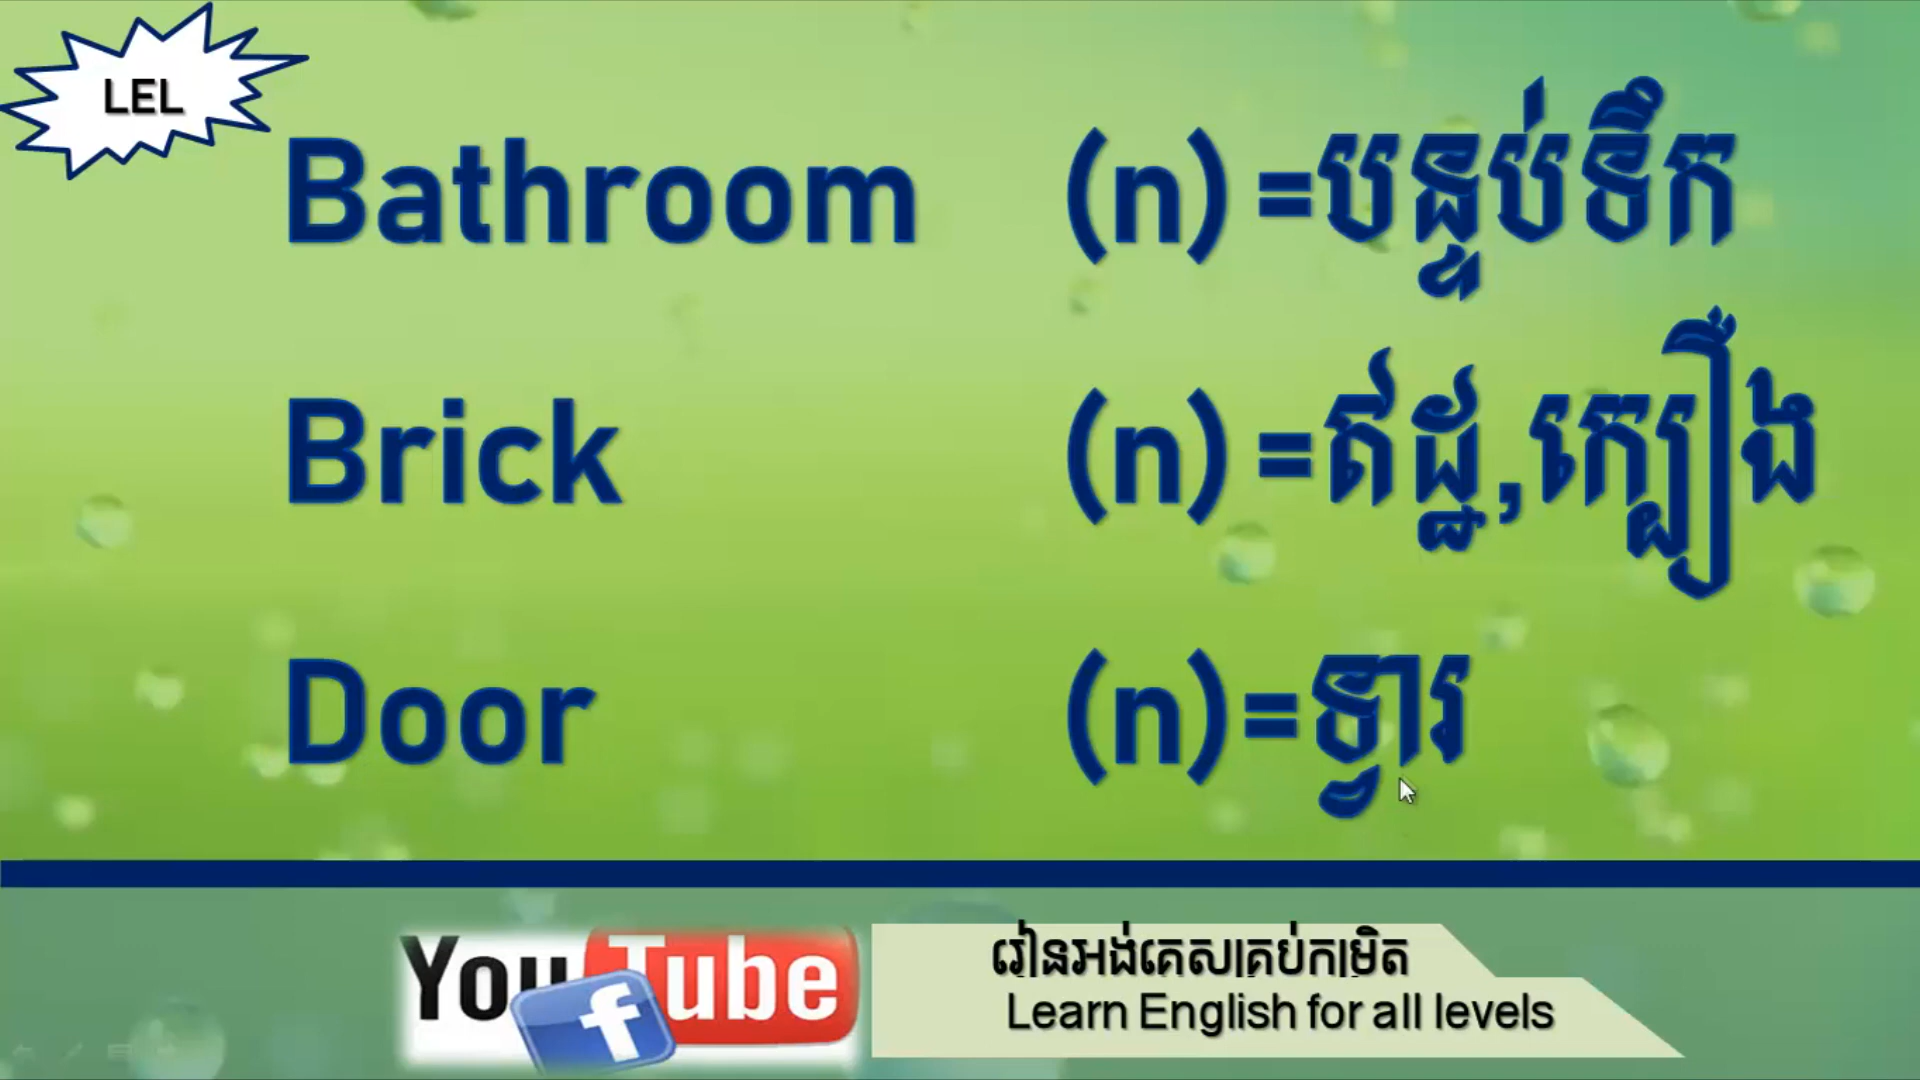 LEL
Bathroom (n) =បន្ទប់ទឹក
Brick (n) =ឥដ្ឋ,ក្បឿង
Door (n)=ទ្វារ
YouTube f
រៀនអង់គេសគ្រប់កម្រិត
Learn English for all levels